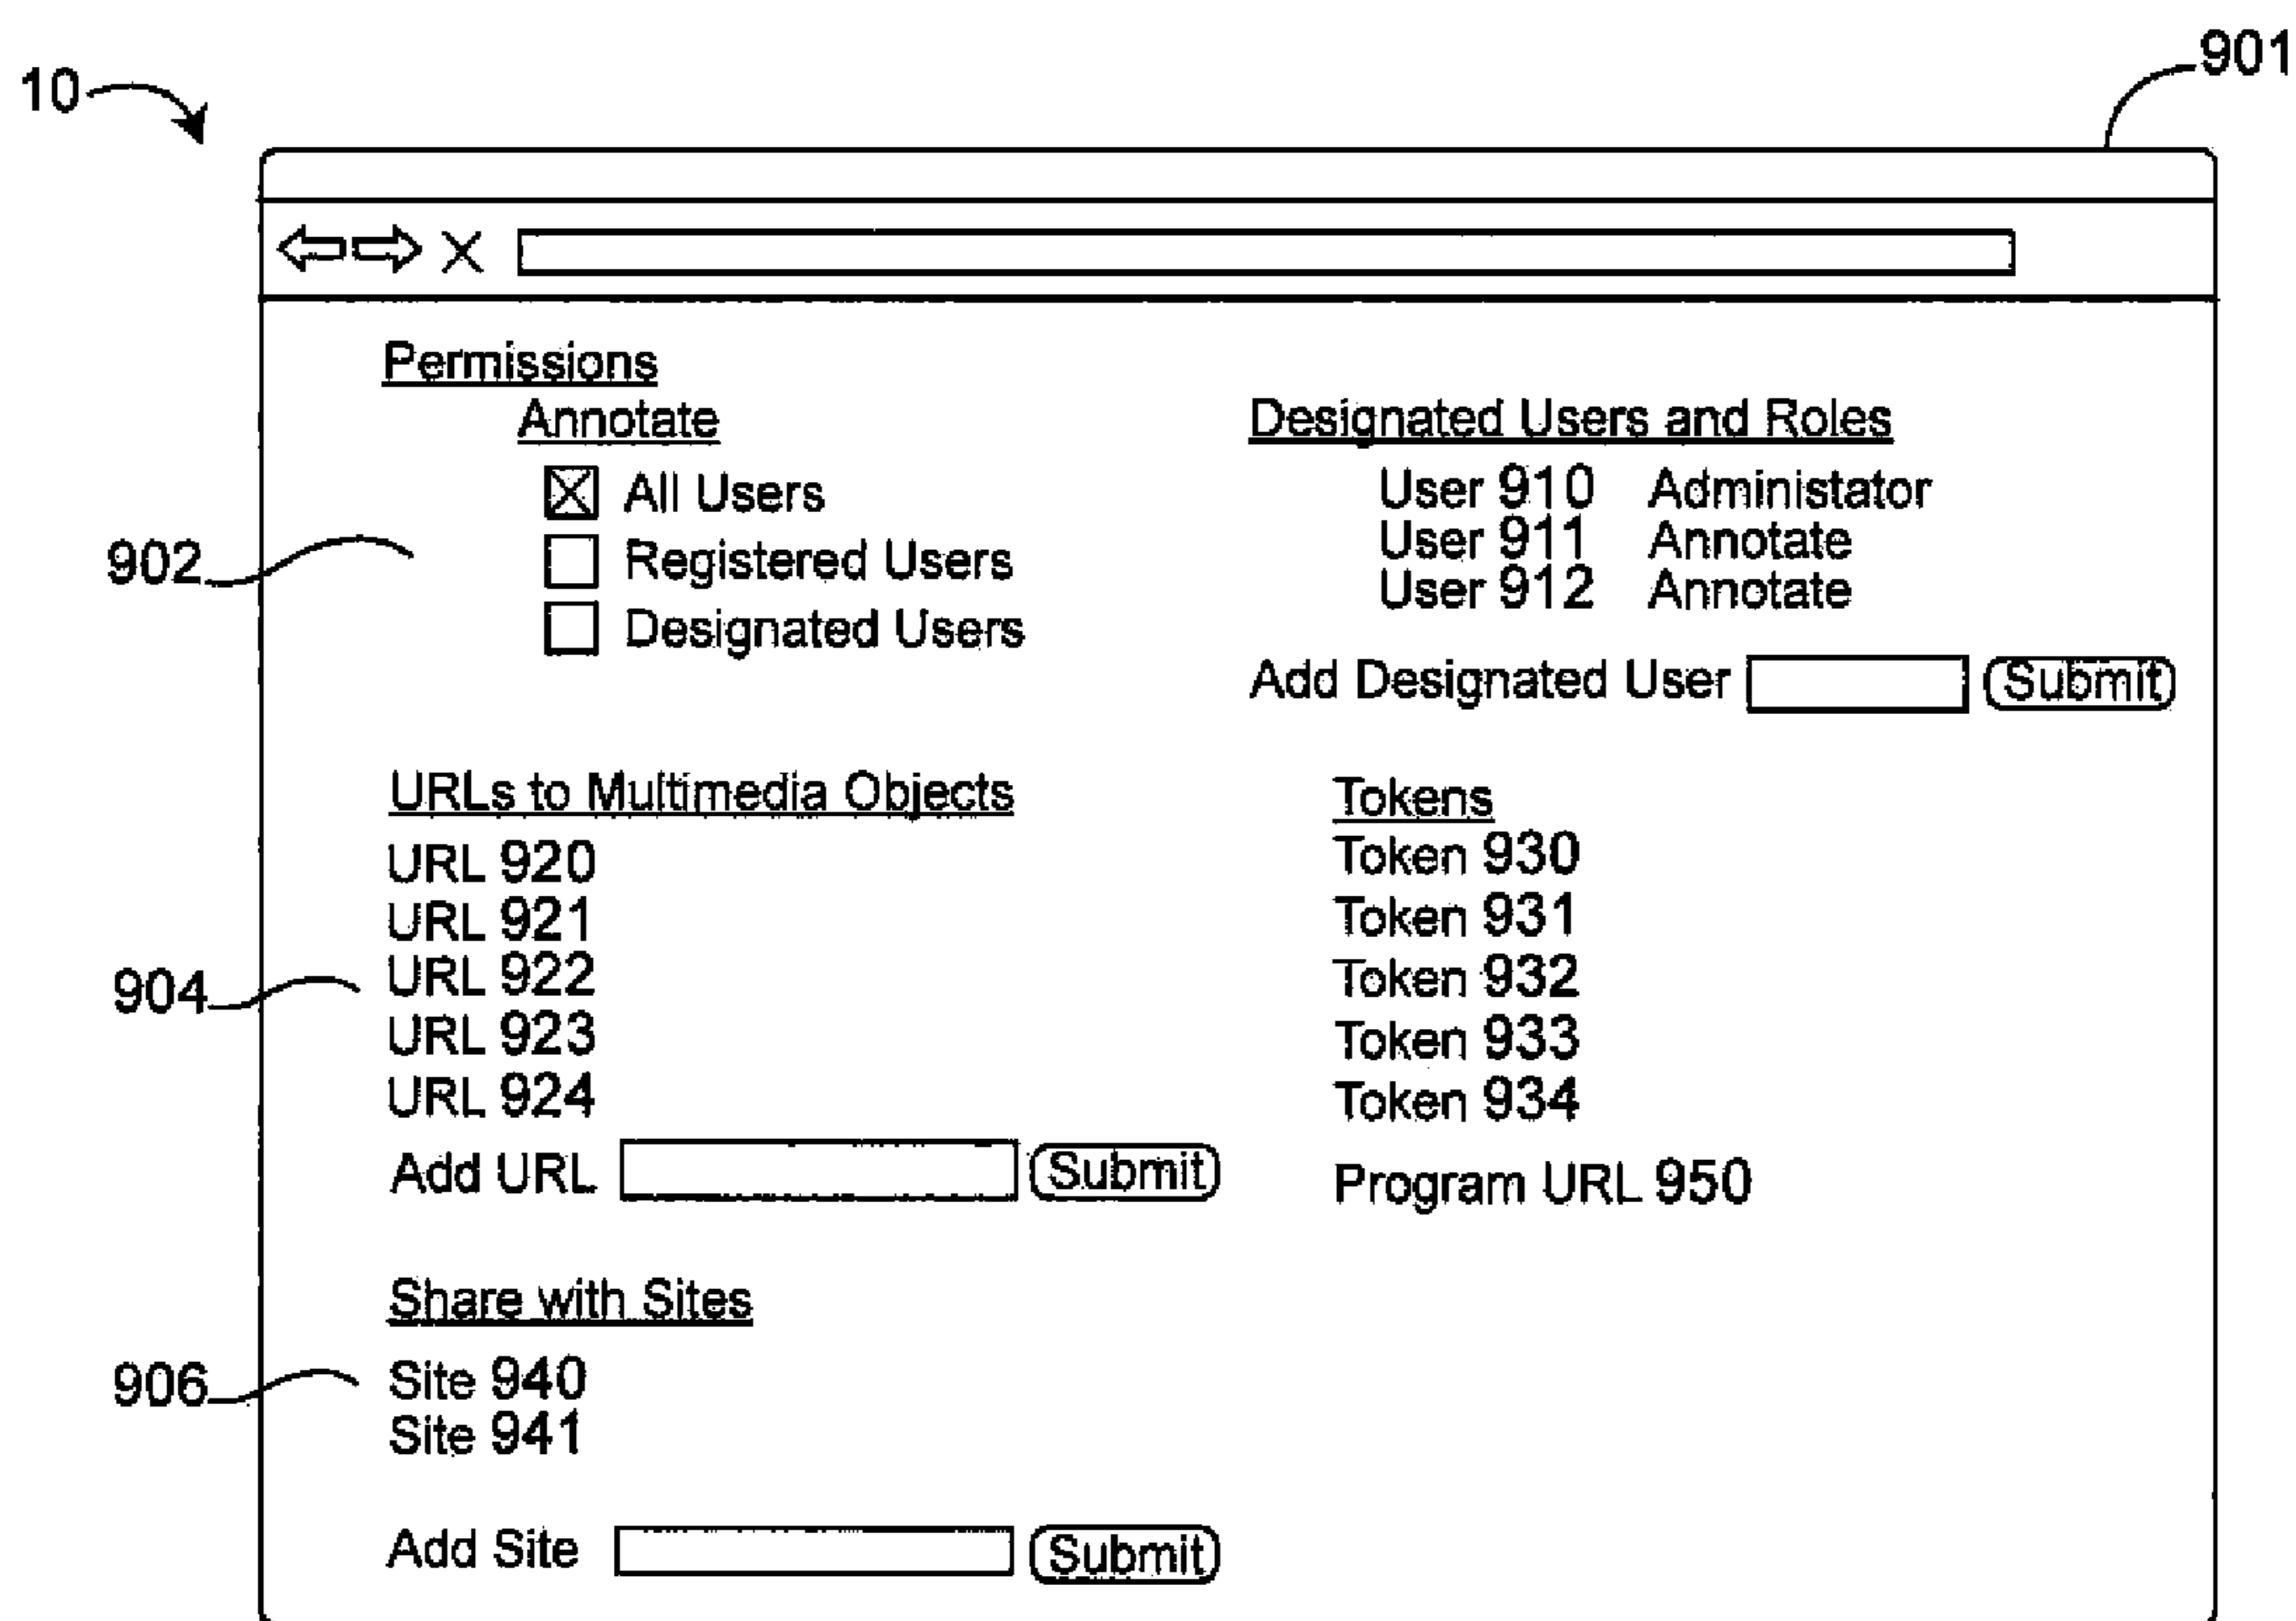 10
901
Permissions
Annotate
All Users
Registered Users
Designated Users
902
Designated Users and Roles
User 910 Administator
User 911 Annotate
User 912 Annotate
Add Designated User Submit
URLs to Multimedia Objects
URL 920
URL 921
URL 922
URL 923
URL 924
904
Add URL Submit
Tokens
Token 930
Token 931
Token 932
Token 933
Token 934
Program URL 950
Share with Sites
906
Site 940
Site 941
Add Site Submit